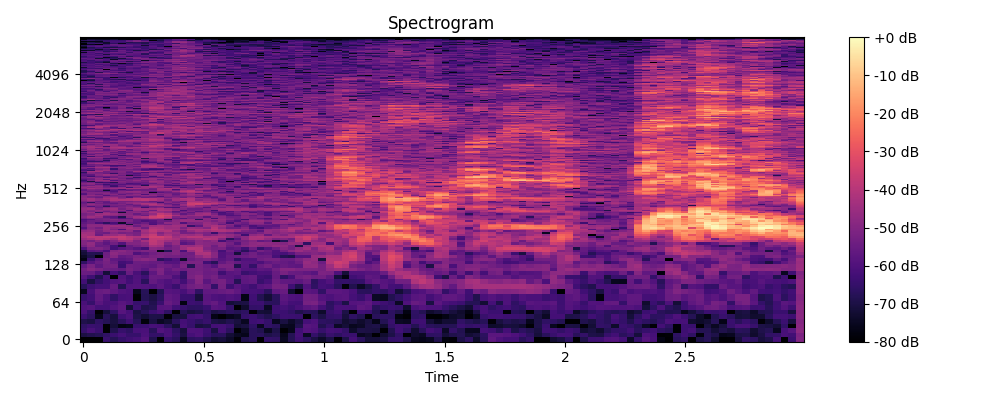 Spectrogram
Hz
4096
2048
1024
512
256
128
64
0
0
0.5
1
1.5
2
2.5
Time
+0 dB
-10 dB
-20 dB
-30 dB
-40 dB
-50 dB
-60 dB
-70 dB
-80 dB